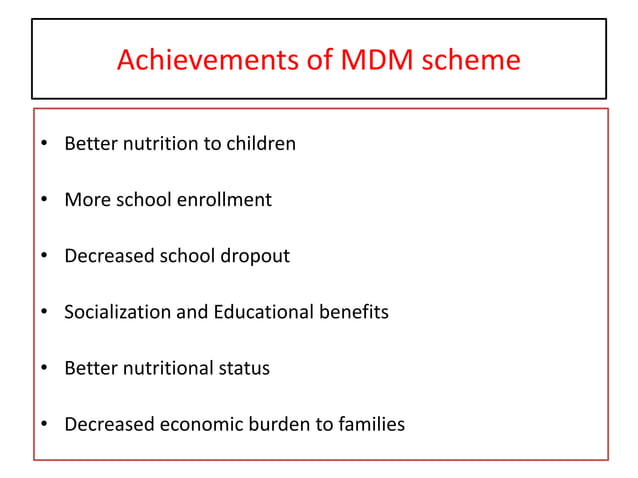 Achievements of MDM scheme
• Better nutrition to children
• More school enrollment
• Decreased school dropout
• Socialization and Educational benefits
• Better nutritional status
• Decreased economic burden to families